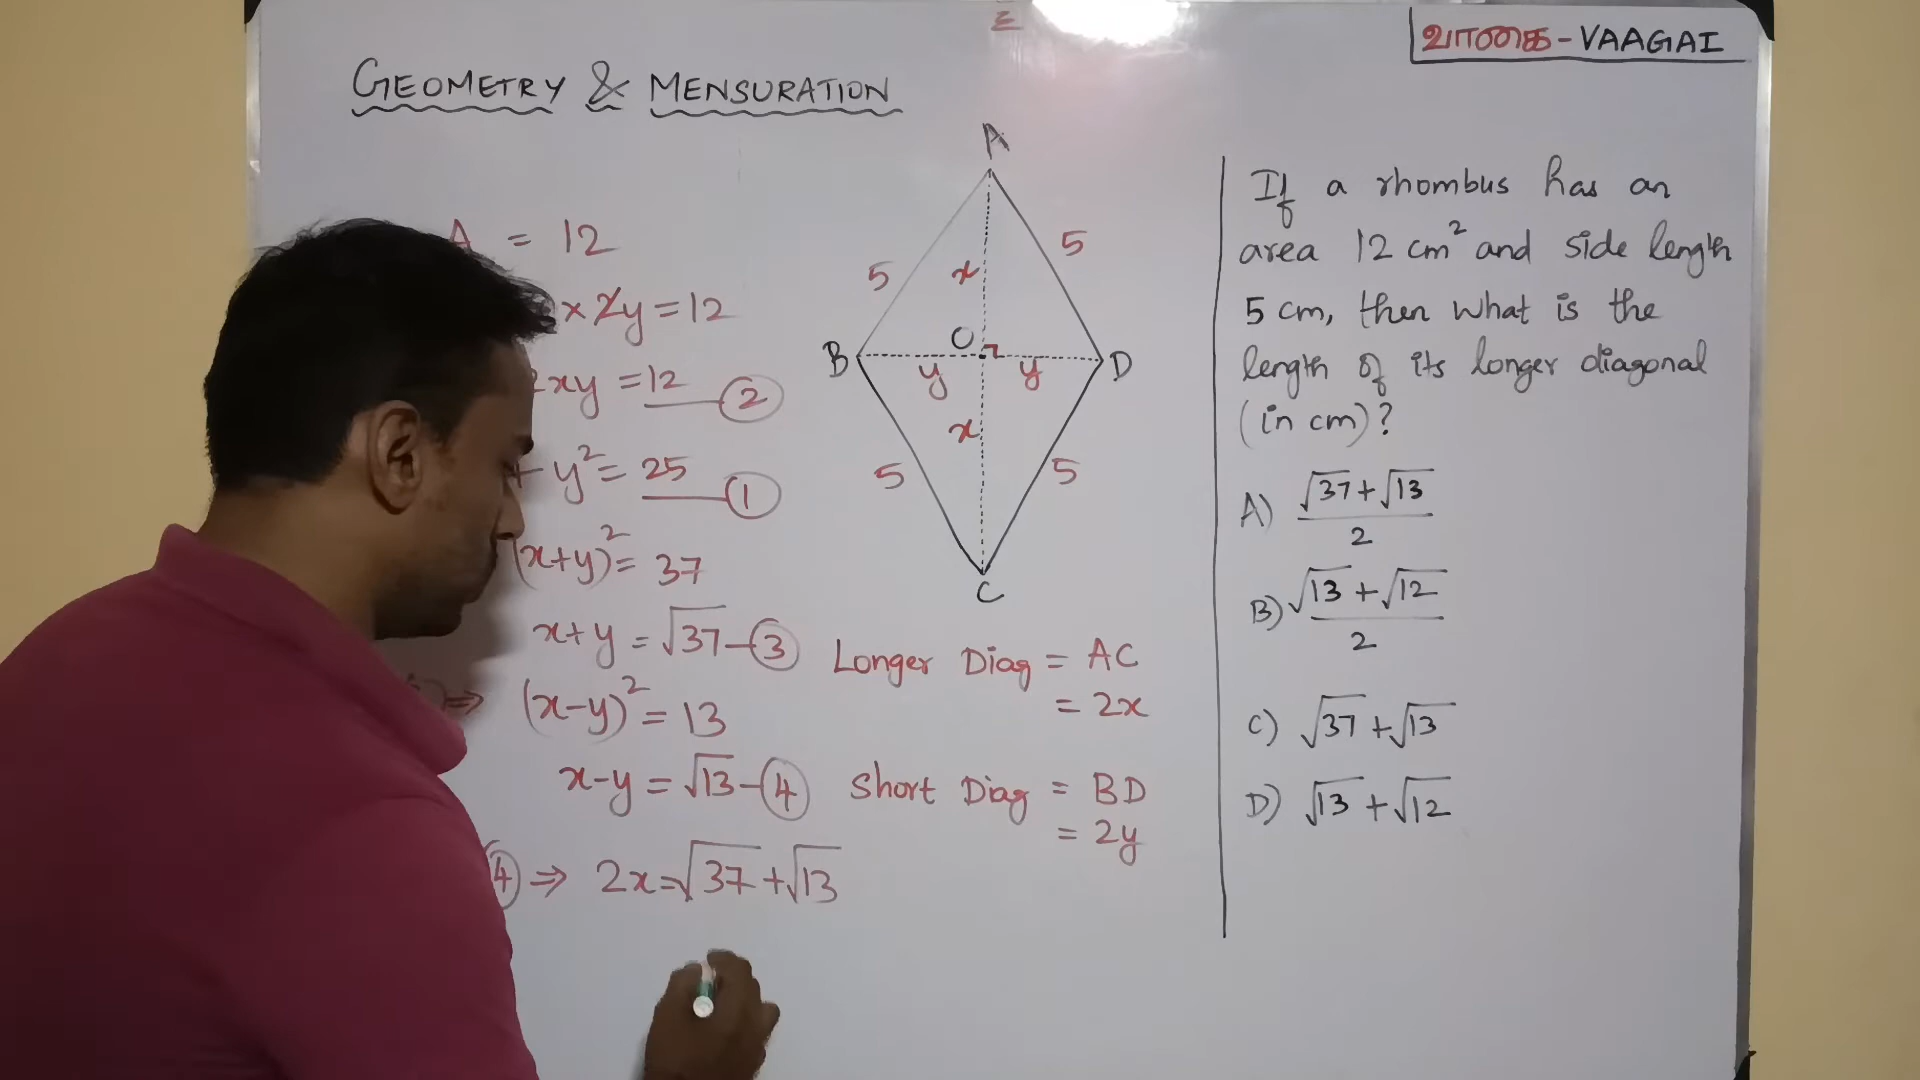 வாகை - VAAGAI
GEOMETRY & MENSURATION
A = 12
x 2y = 12
2xy = 12 ②
+ y² = 25 ①
(x+y)² = 37
x+y = √37 - ③
⇒ (x-y)² = 13
x-y = √13 - ④
④ ⇒ 2x = √37 + √13
A
5
x
5
B
O
D
y
y
x
5
5
C
Longer Diag = AC
= 2x
Short Diag = BD
= 2y
If a rhombus has an
area 12 cm² and side length
5 cm, then what is the
length of its longer diagonal
(in cm)?
A) (√37 + √13)/2
B) (√13 + √12)/2
C) √37 + √13
D) √13 + √12